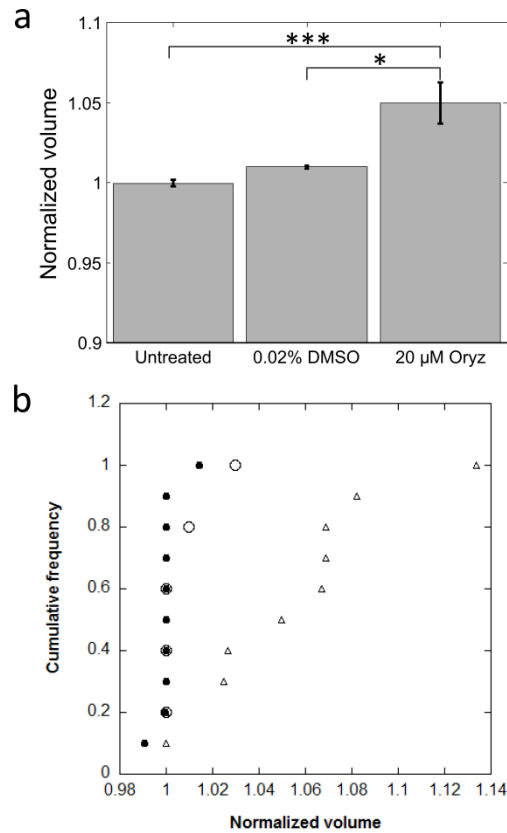 a
1.1
***
*
1.05
1
0.95
0.9
Normalized volume
Untreated 0.02% DMSO 20 µM Oryz
b
1.2
1
0.8
0.6
0.4
0.2
0
Cumulative frequency
0.98 1 1.02 1.04 1.06 1.08 1.1 1.12 1.14
Normalized volume